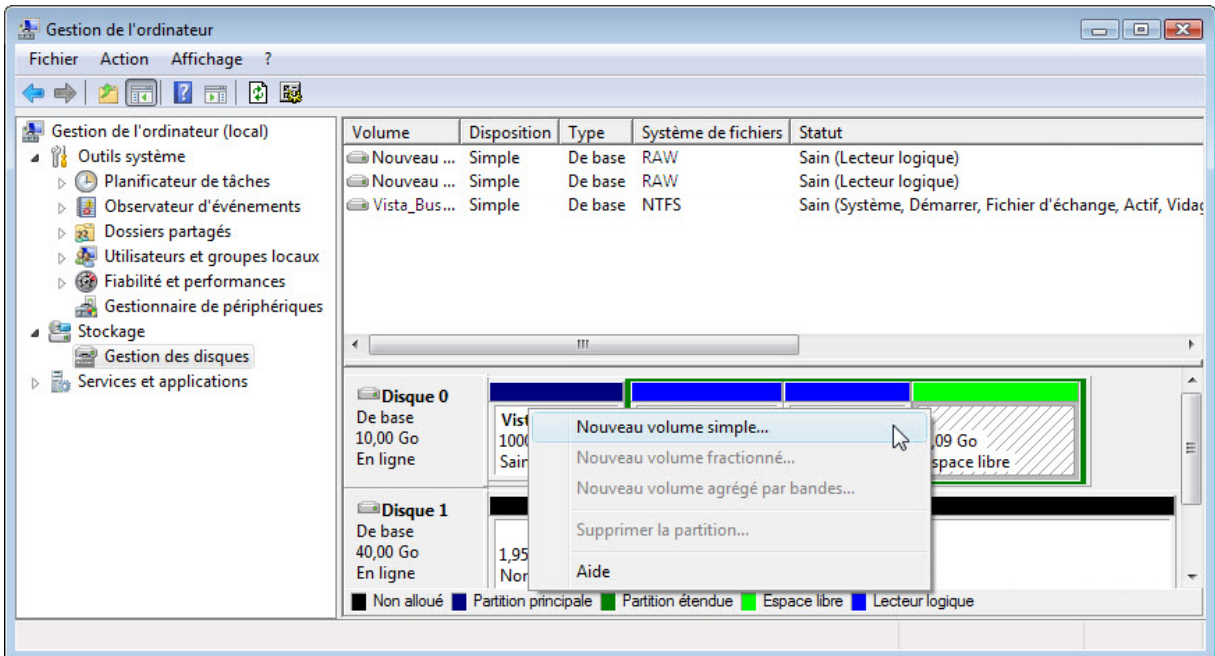 Gestion de l'ordinateur
Fichier Action Affichage ?
Gestion de l'ordinateur (local)
Outils système
Planificateur de tâches
Observateur d'événements
Dossiers partagés
Utilisateurs et groupes locaux
Fiabilité et performances
Gestionnaire de périphériques
Stockage
Gestion des disques
Services et applications
Volume Disposition Type Système de fichiers Statut
Nouveau ... Simple De base RAW Sain (Lecteur logique)
Nouveau ... Simple De base RAW Sain (Lecteur logique)
Vista_Bus... Simple De base NTFS Sain (Système, Démarrer, Fichier d'échange, Actif, Vidag
Disque 0
De base
10,00 Go
En ligne
Vist
1000
Sain
,09 Go
space libre
Nouveau volume simple...
Nouveau volume fractionné...
Nouveau volume agrégé par bandes...
Supprimer la partition...
Aide
Disque 1
De base
40,00 Go
En ligne
1,95
Nor
Non alloué Partition principale Partition étendue Espace libre Lecteur logique